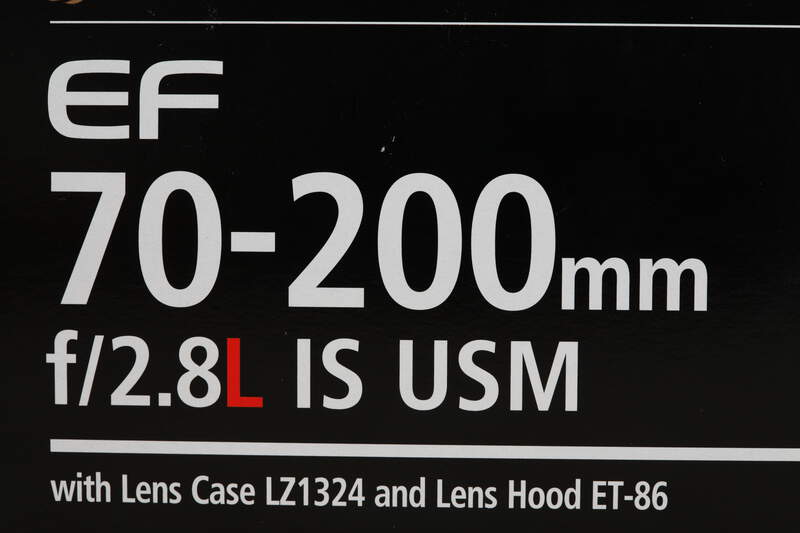 EF
70-200mm
f/2.8L IS USM
with Lens Case LZ1324 and Lens Hood ET-86